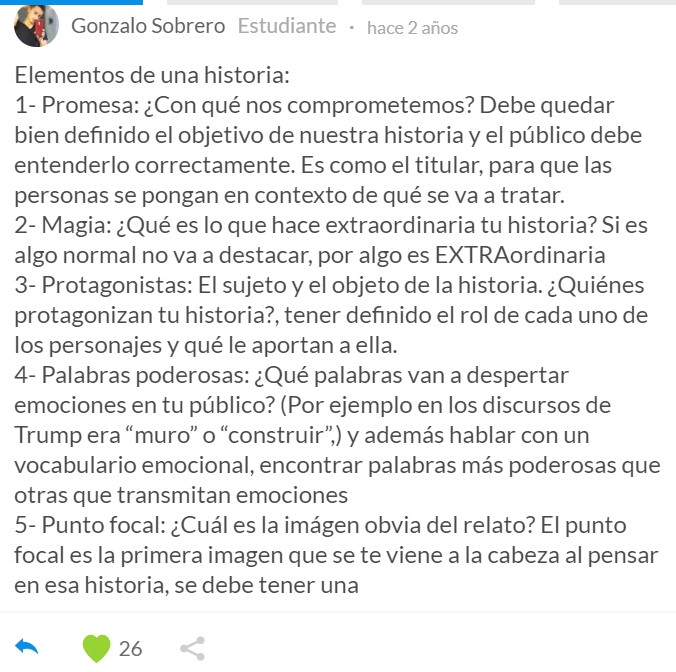 Gonzalo Sobrero Estudiante · hace 2 años
Elementos de una historia:
1- Promesa: ¿Con qué nos comprometemos? Debe quedar
bien definido el objetivo de nuestra historia y el público debe
entenderlo correctamente. Es como el titular, para que las
personas se pongan en contexto de qué se va a tratar.
2- Magia: ¿Qué es lo que hace extraordinaria tu historia? Si es
algo normal no va a destacar, por algo es EXTRAordinaria
3- Protagonistas: El sujeto y el objeto de la historia. ¿Quiénes
protagonizan tu historia?, tener definido el rol de cada uno de
los personajes y qué le aportan a ella.
4- Palabras poderosas: ¿Qué palabras van a despertar
emociones en tu público? (Por ejemplo en los discursos de
Trump era “muro” o “construir”,) y además hablar con un
vocabulario emocional, encontrar palabras más poderosas que
otras que transmitan emociones
5- Punto focal: ¿Cuál es la imágen obvia del relato? El punto
focal es la primera imagen que se te viene a la cabeza al pensar
en esa historia, se debe tener una
26